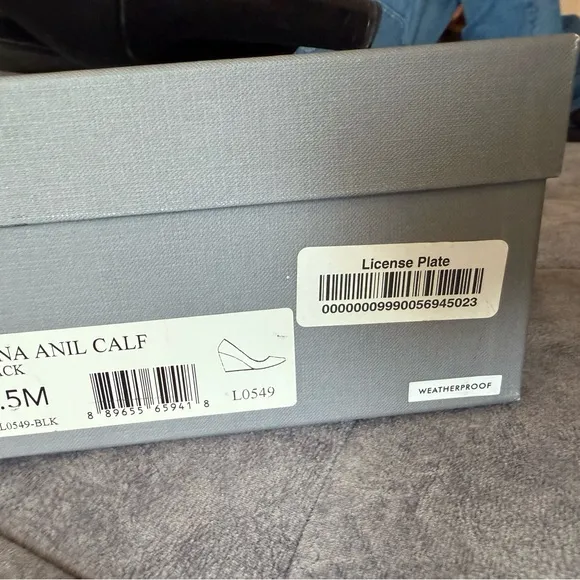 License Plate
00000009990056945023
NA ANIL CALF
ACK
.5M
8 89655 65941 8
L0549
L0549-BLK
WEATHERPROOF